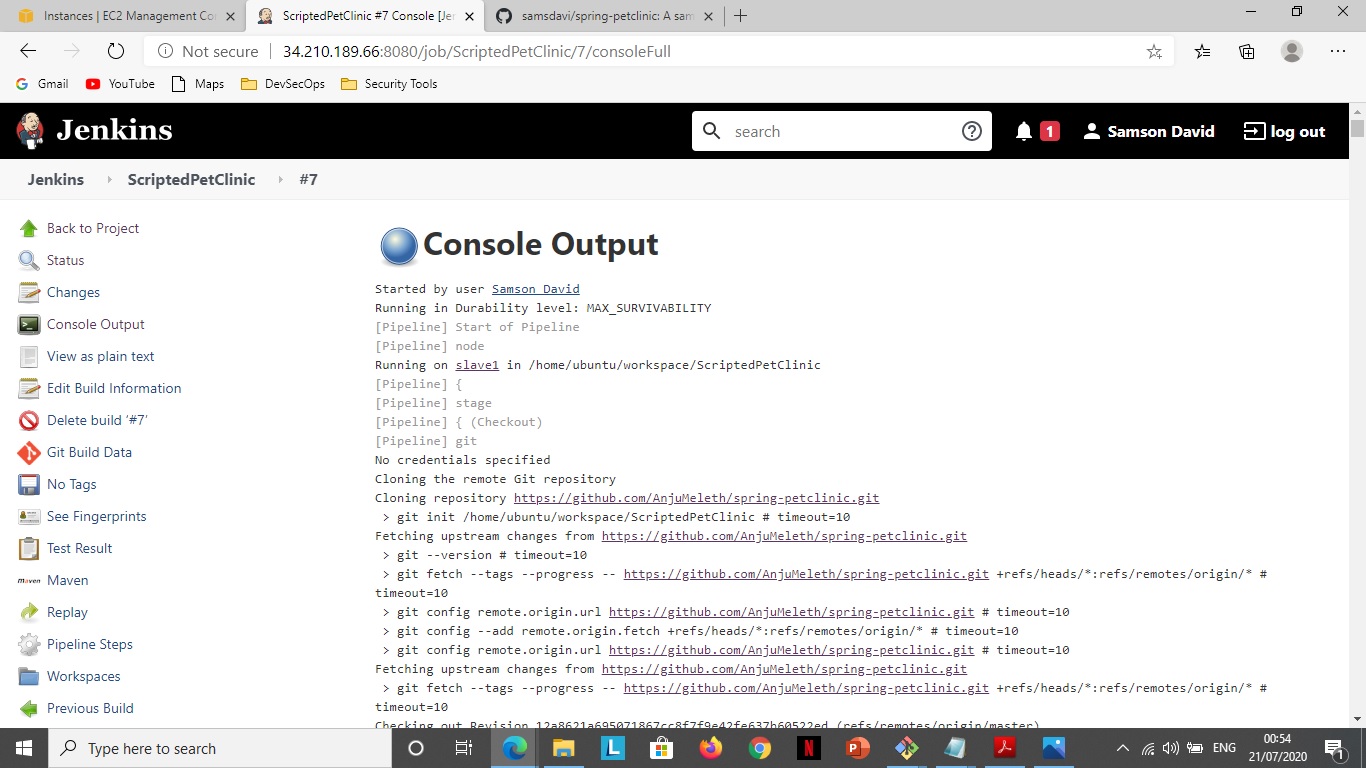 Instances | EC2 Management Co
ScriptedPetClinic #7 Console [Jen
samsdavi/spring-petclinic: A sam
Not secure
34.210.189.66:8080/job/ScriptedPetClinic/7/consoleFull
Gmail
YouTube
Maps
DevSecOps
Security Tools
Jenkins
search
1
Samson David
log out
Jenkins
ScriptedPetClinic
#7
Back to Project
Status
Changes
Console Output
View as plain text
Edit Build Information
Delete build ‘#7’
Git Build Data
No Tags
See Fingerprints
Test Result
maven
Maven
Replay
Pipeline Steps
Workspaces
Previous Build
Console Output
Started by user Samson David
Running in Durability level: MAX_SURVIVABILITY
[Pipeline] Start of Pipeline
[Pipeline] node
Running on slave1 in /home/ubuntu/workspace/ScriptedPetClinic
[Pipeline] {
[Pipeline] stage
[Pipeline] { (Checkout)
[Pipeline] git
No credentials specified
Cloning the remote Git repository
Cloning repository https://github.com/AnjuMeleth/spring-petclinic.git
> git init /home/ubuntu/workspace/ScriptedPetClinic # timeout=10
Fetching upstream changes from https://github.com/AnjuMeleth/spring-petclinic.git
> git --version # timeout=10
> git fetch --tags --progress -- https://github.com/AnjuMeleth/spring-petclinic.git +refs/heads/*:refs/remotes/origin/* #
timeout=10
> git config remote.origin.url https://github.com/AnjuMeleth/spring-petclinic.git # timeout=10
> git config --add remote.origin.fetch +refs/heads/*:refs/remotes/origin/* # timeout=10
> git config remote.origin.url https://github.com/AnjuMeleth/spring-petclinic.git # timeout=10
Fetching upstream changes from https://github.com/AnjuMeleth/spring-petclinic.git
> git fetch --tags --progress -- https://github.com/AnjuMeleth/spring-petclinic.git +refs/heads/*:refs/remotes/origin/* #
timeout=10
Checking out Revision 12a8621a695071867cc8f7f9e42fe637b60522ed (refs/remotes/origin/master)
Type here to search
L
N
P
ENG
00:54
21/07/2020
1